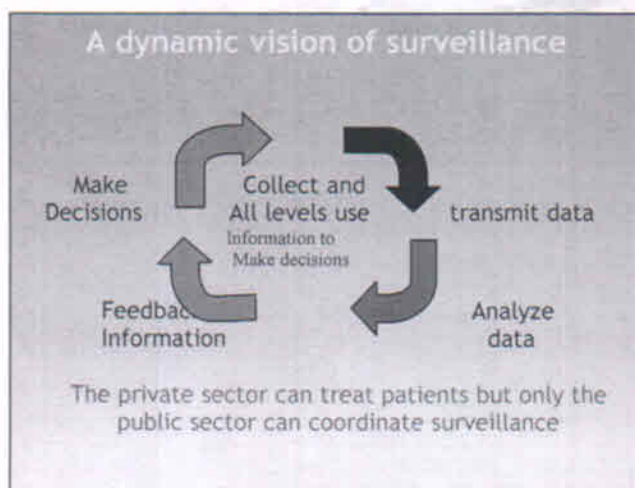 A dynamic vision of surveillance
Make
Decisions
Collect and
All levels use
Information to
Make decisions
transmit data
Feedback
Information
Analyze
data
The private sector can treat patients but only the
public sector can coordinate surveillance